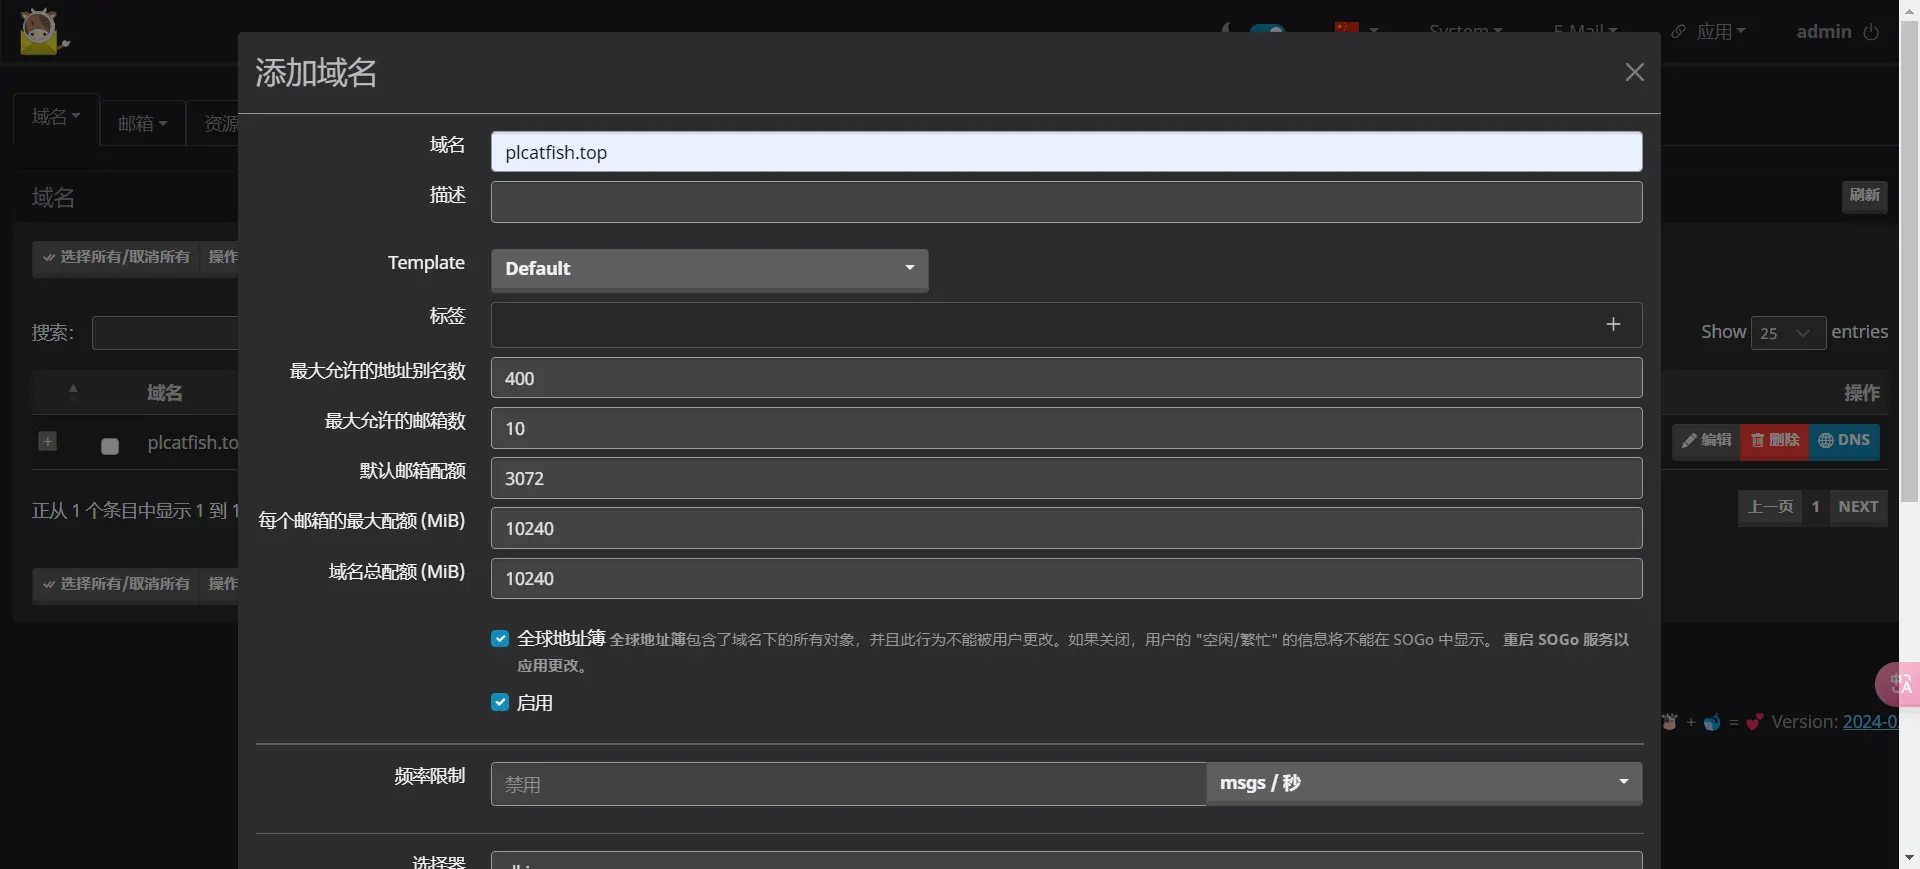 System
E-Mail
应用
admin
添加域名
域名
邮箱
资源
域名
plcatfish.top
描述
域名
刷新
选择所有/取消所有
操作
Template
Default
标签
搜索:
Show 25 entries
最大允许的地址别名数
400
域名
操作
最大允许的邮箱数
10
plcatfish.to
编辑
删除
DNS
默认邮箱配额
3072
正从 1 个条目中显示 1 到 1
上一页
1
NEXT
每个邮箱的最大配额 (MiB)
10240
域名总配额 (MiB)
10240
选择所有/取消所有
操作
全球地址簿 全球地址簿包含了域名下的所有对象，并且此行为不能被用户更改。如果关闭，用户的 "空闲/繁忙" 的信息将不能在 SOGo 中显示。 重启 SOGo 服务以
应用更改。
启用
+ = Version: 2024-0
频率限制
禁用
msgs / 秒
选择器